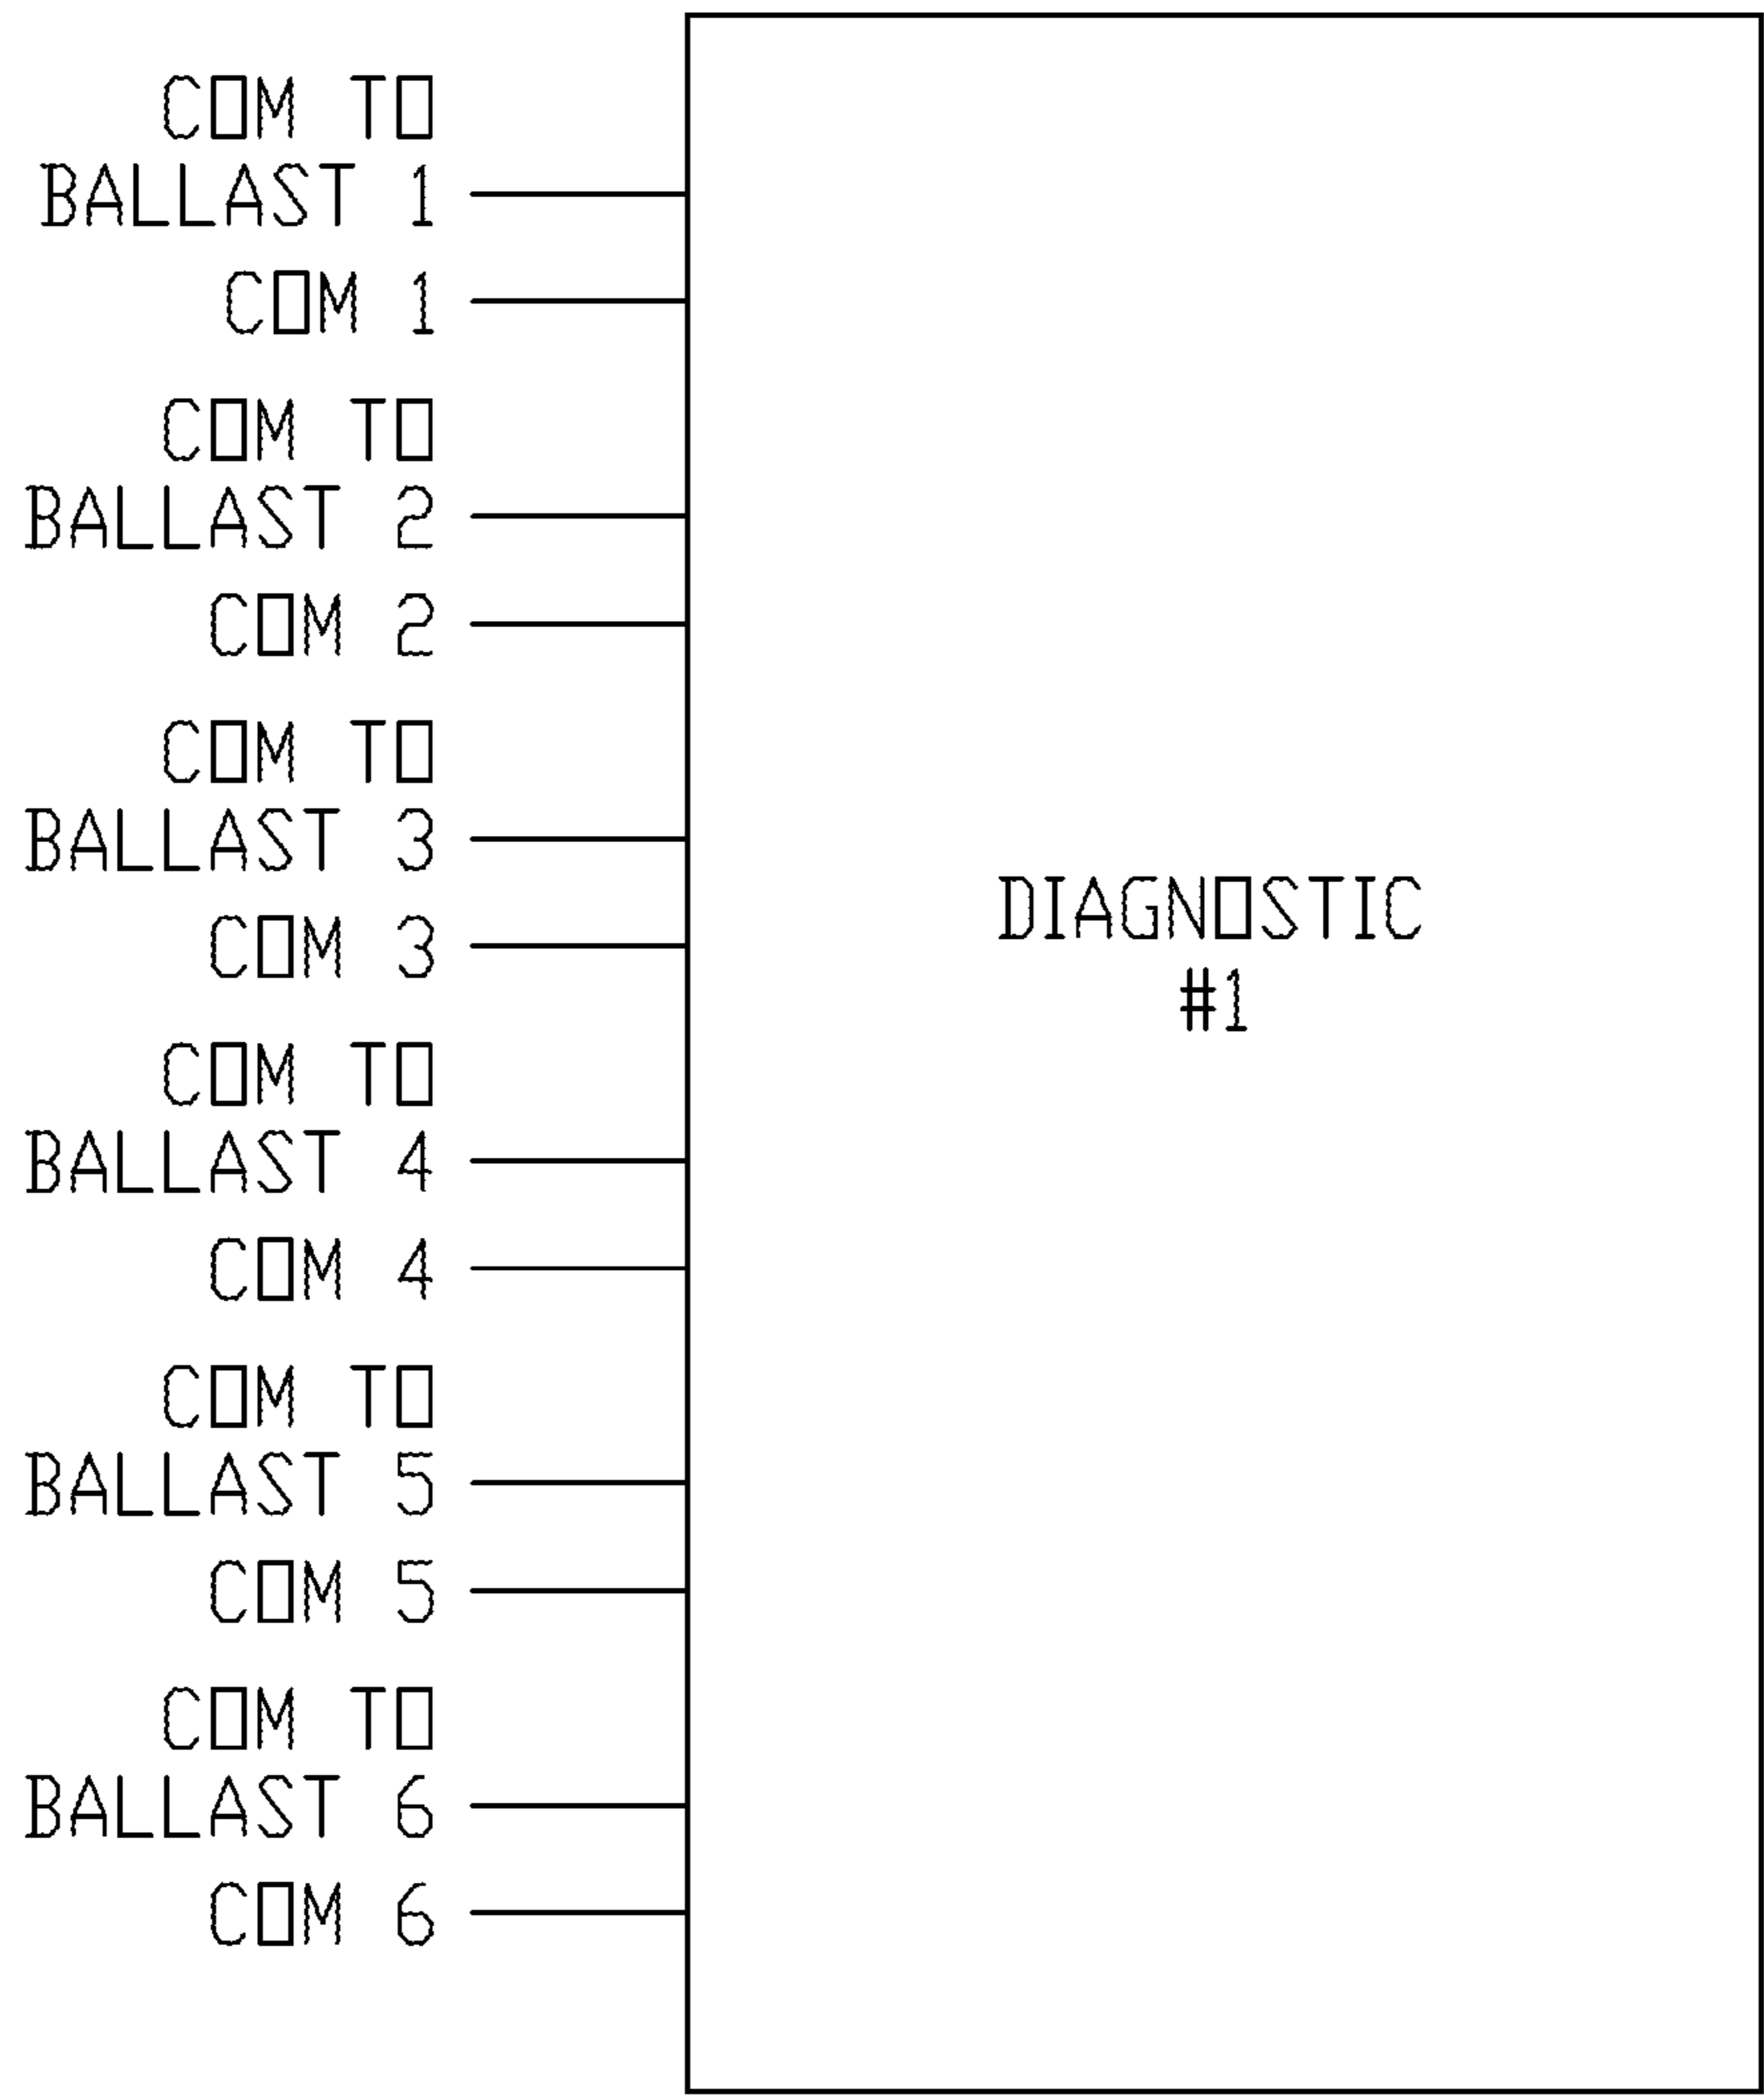 COM TO
BALLAST 1
COM 1
COM TO
BALLAST 2
COM 2
COM TO
BALLAST 3
COM 3
COM TO
BALLAST 4
COM 4
COM TO
BALLAST 5
COM 5
COM TO
BALLAST 6
COM 6
DIAGNOSTIC
#1